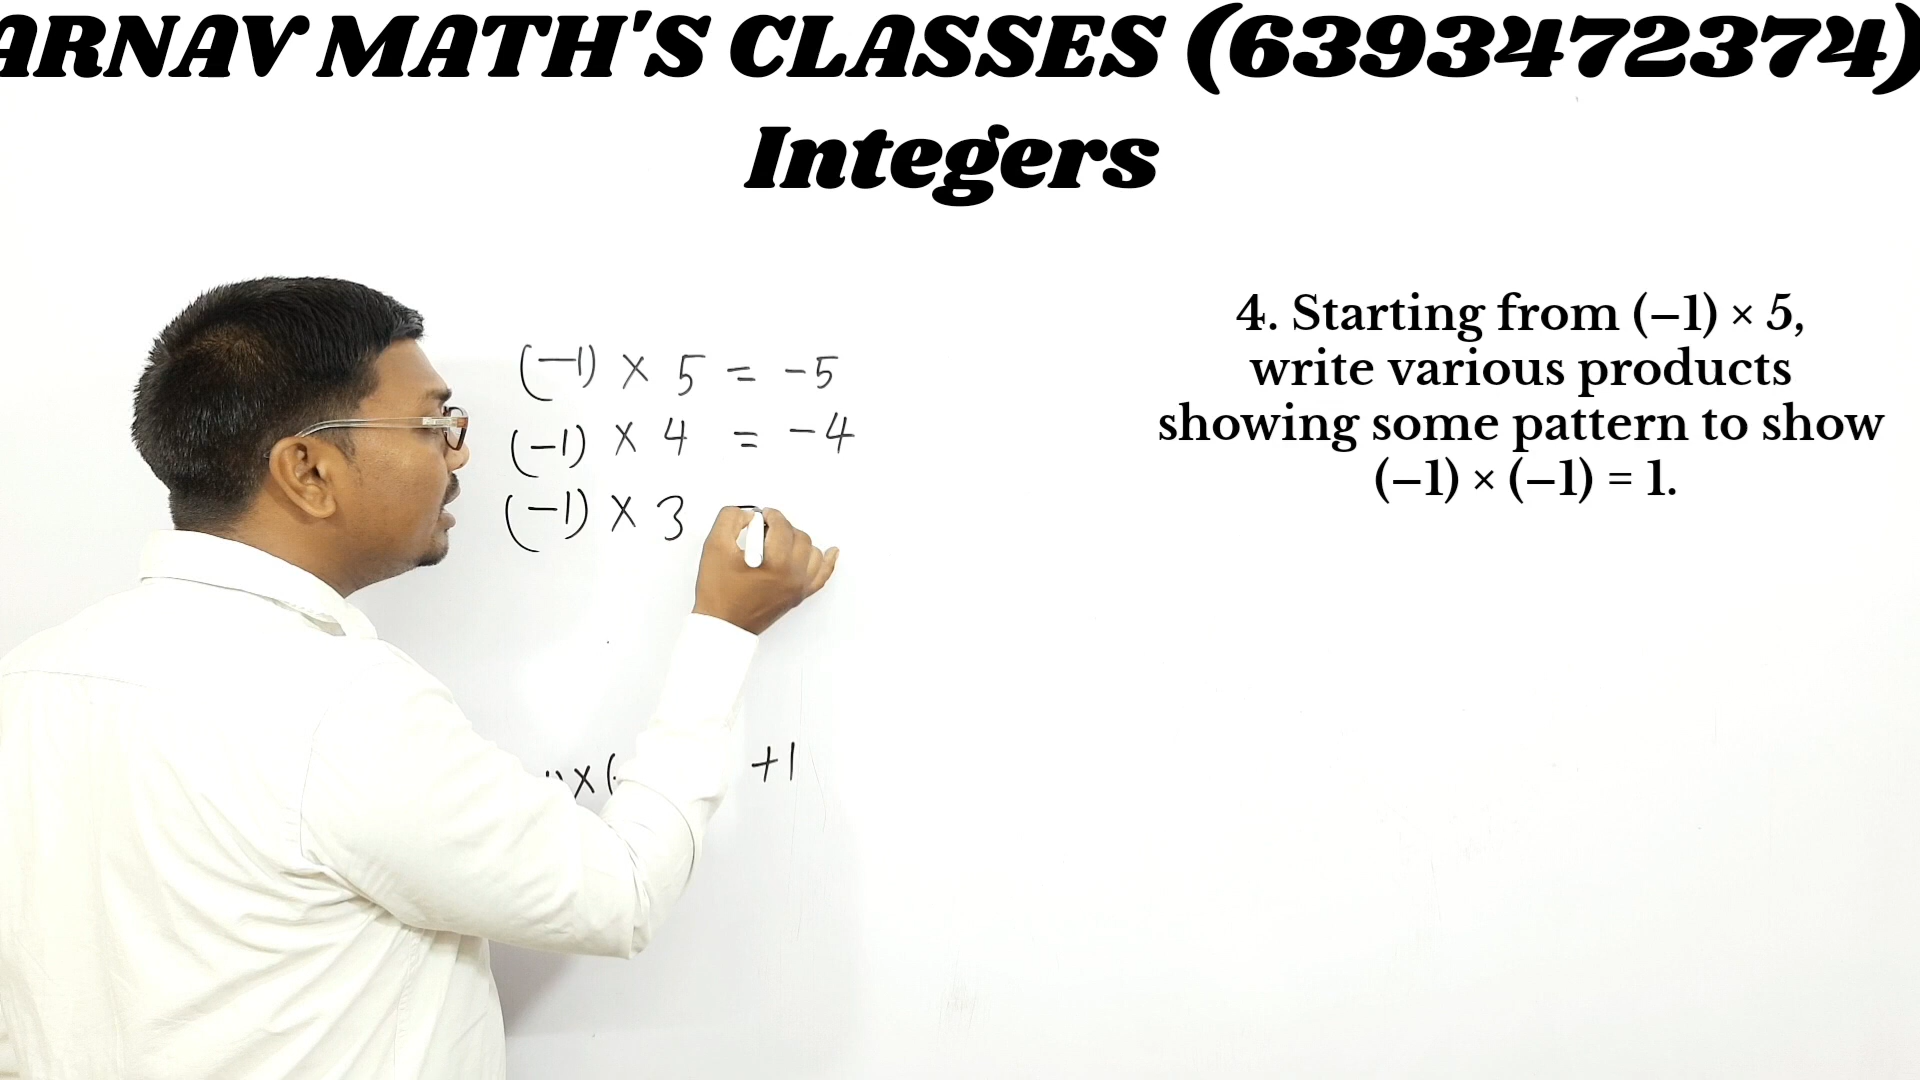 ARNAV MATH'S CLASSES (6393472374)
Integers
(-1) × 5 = -5
(-1) × 4 = -4
(-1) × 3
× ( +1
4. Starting from (–1) × 5,
write various products
showing some pattern to show
(–1) × (–1) = 1.